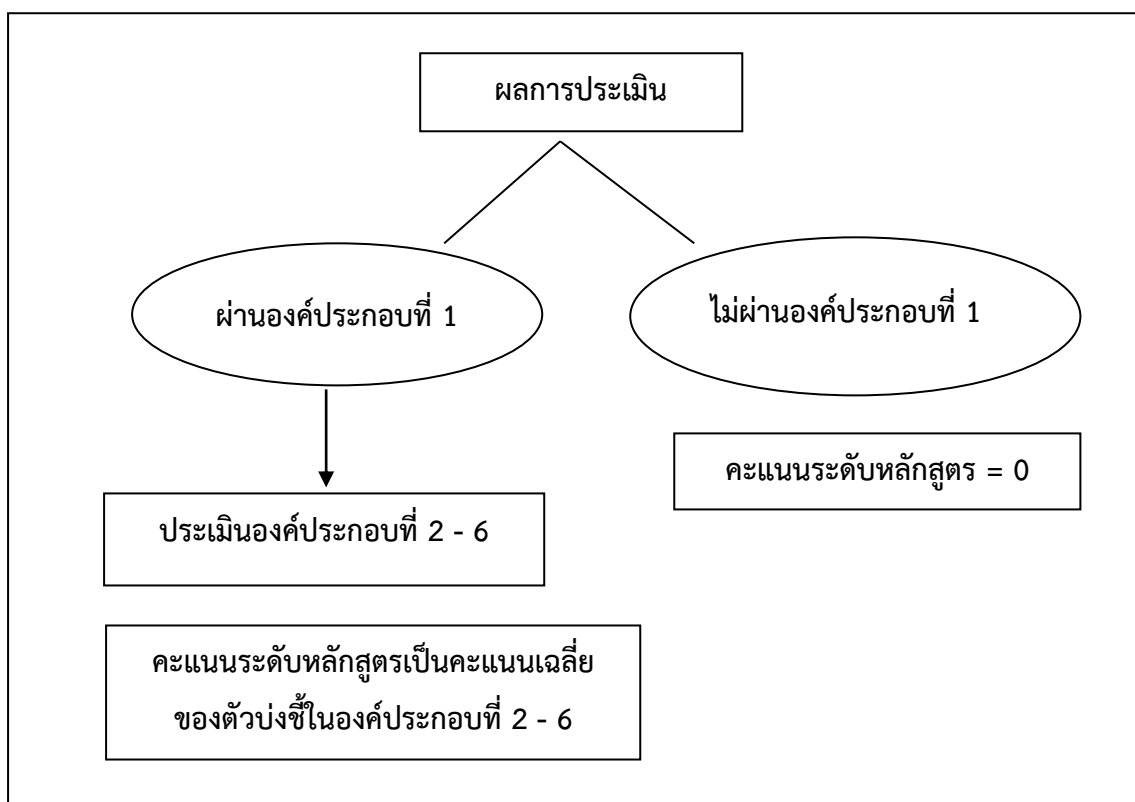 ผลการประเมิน
ผ่านองค์ประกอบที่ 1
ไม่ผ่านองค์ประกอบที่ 1
คะแนนระดับหลักสูตร = 0
ประเมินองค์ประกอบที่ 2 - 6
คะแนนระดับหลักสูตรเป็นคะแนนเฉลี่ย
ของตัวบ่งชี้ในองค์ประกอบที่ 2 - 6